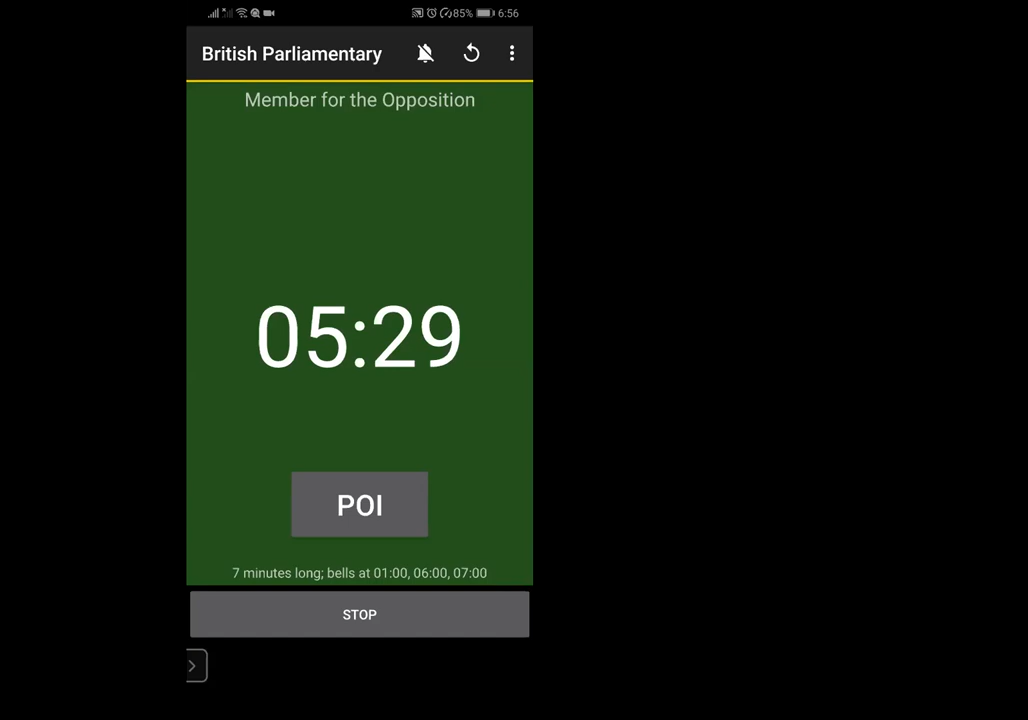 85% 6:56
British Parliamentary
Member for the Opposition
05:29
POI
7 minutes long; bells at 01:00, 06:00, 07:00
STOP